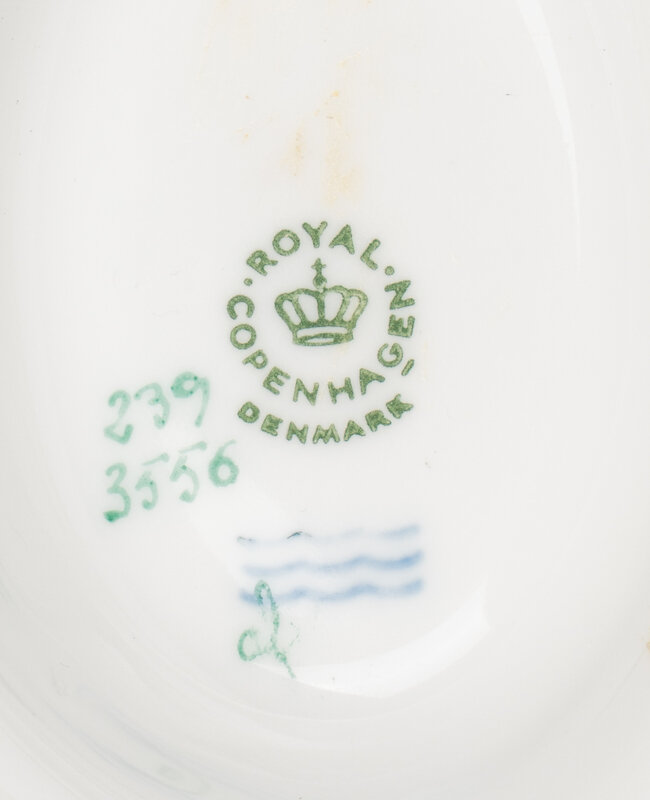 ROYAL
COPENHAGEN
DENMARK
239
3556